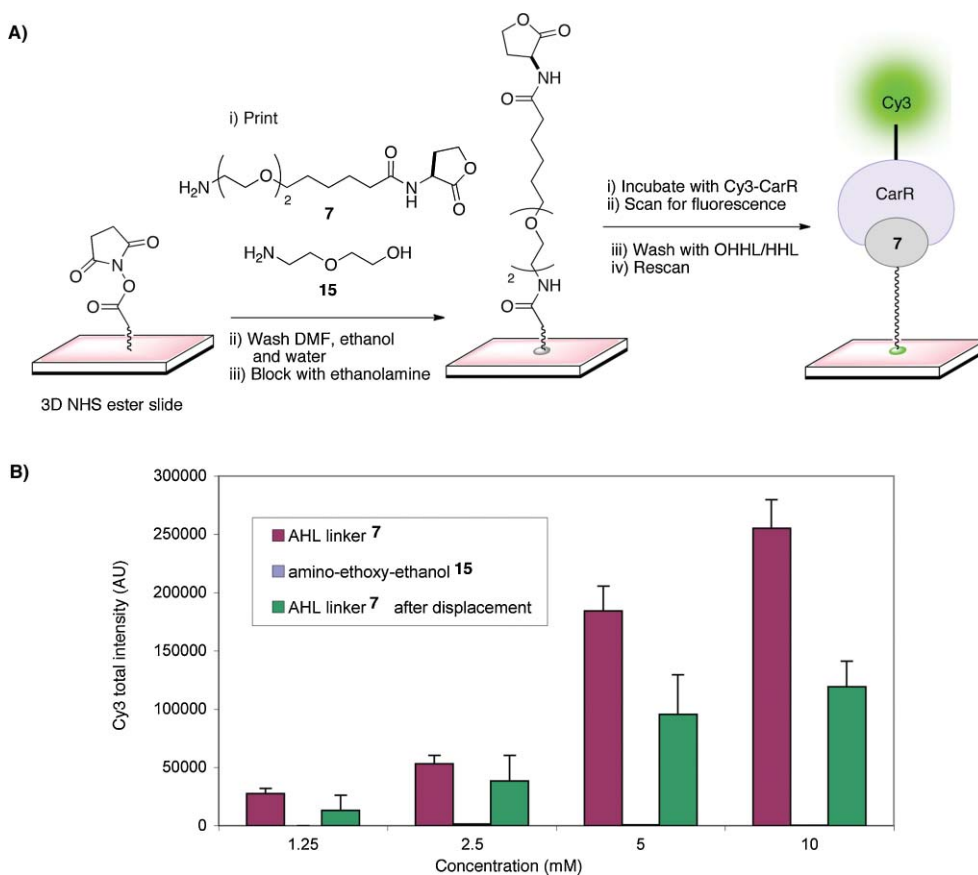 A)
i) Print
H2N
O
2
O
N
H
O
O
7
H2N
O
OH
15
ii) Wash DMF, ethanol
and water
iii) Block with ethanolamine
O
N
O
O
O
3D NHS ester slide
O
O
NH
O
O
2
NH
O
i) Incubate with Cy3-CarR
ii) Scan for fluorescence
iii) Wash with OHHL/HHL
iv) Rescan
Cy3
CarR
7
B)
Cy3 total intensity (AU)
300000
250000
200000
150000
100000
50000
0
AHL linker 7
amino-ethoxy-ethanol 15
AHL linker 7 after displacement
1.25
2.5
5
10
Concentration (mM)